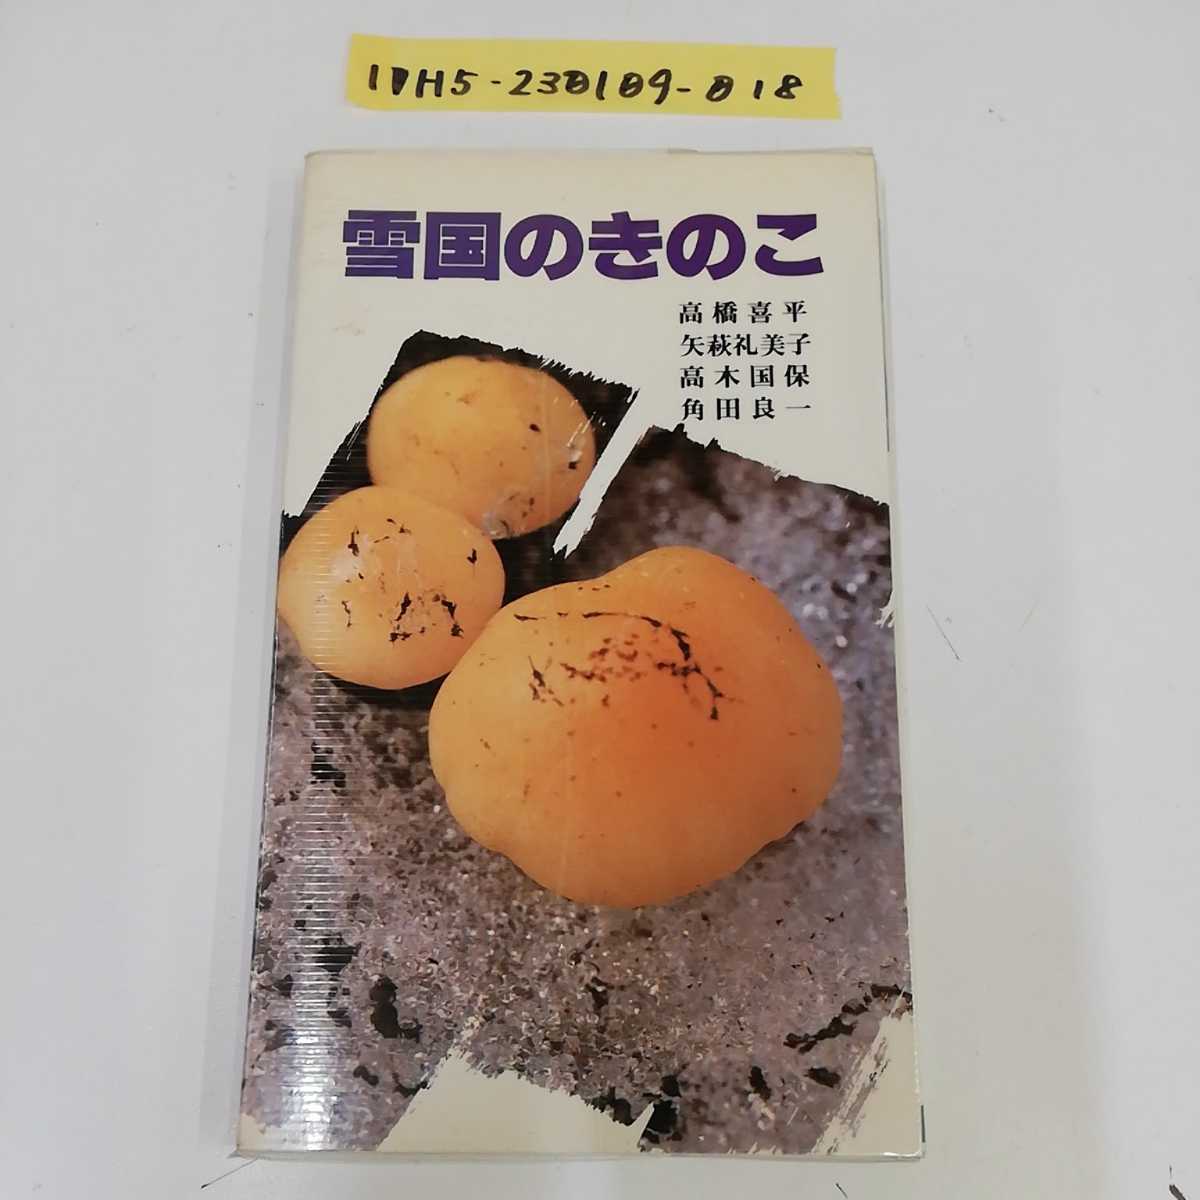 1DH5-230109-018
雪国のきのこ
高橋喜平
矢萩礼美子
高木国保
角田良一